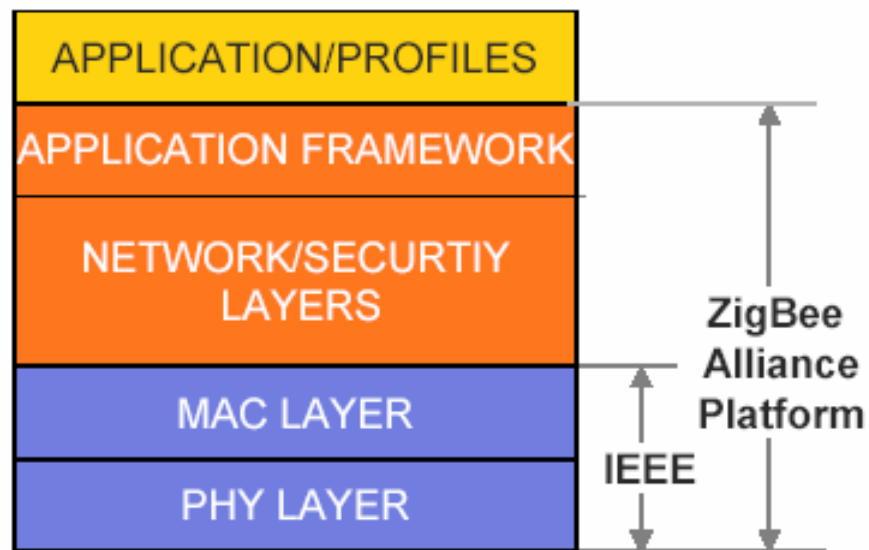 APPLICATION/PROFILES
APPLICATION FRAMEWORK
NETWORK/SECURTIY
LAYERS
MAC LAYER
PHY LAYER
IEEE
ZigBee
Alliance
Platform